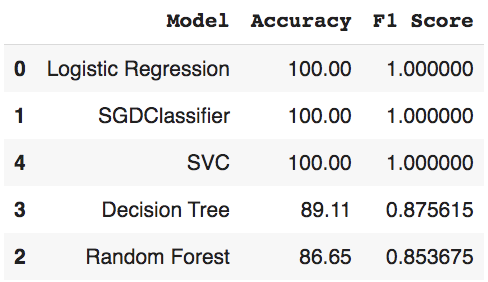 Model Accuracy F1 Score
0 Logistic Regression 100.00 1.000000
1 SGDClassifier 100.00 1.000000
4 SVC 100.00 1.000000
3 Decision Tree 89.11 0.875615
2 Random Forest 86.65 0.853675